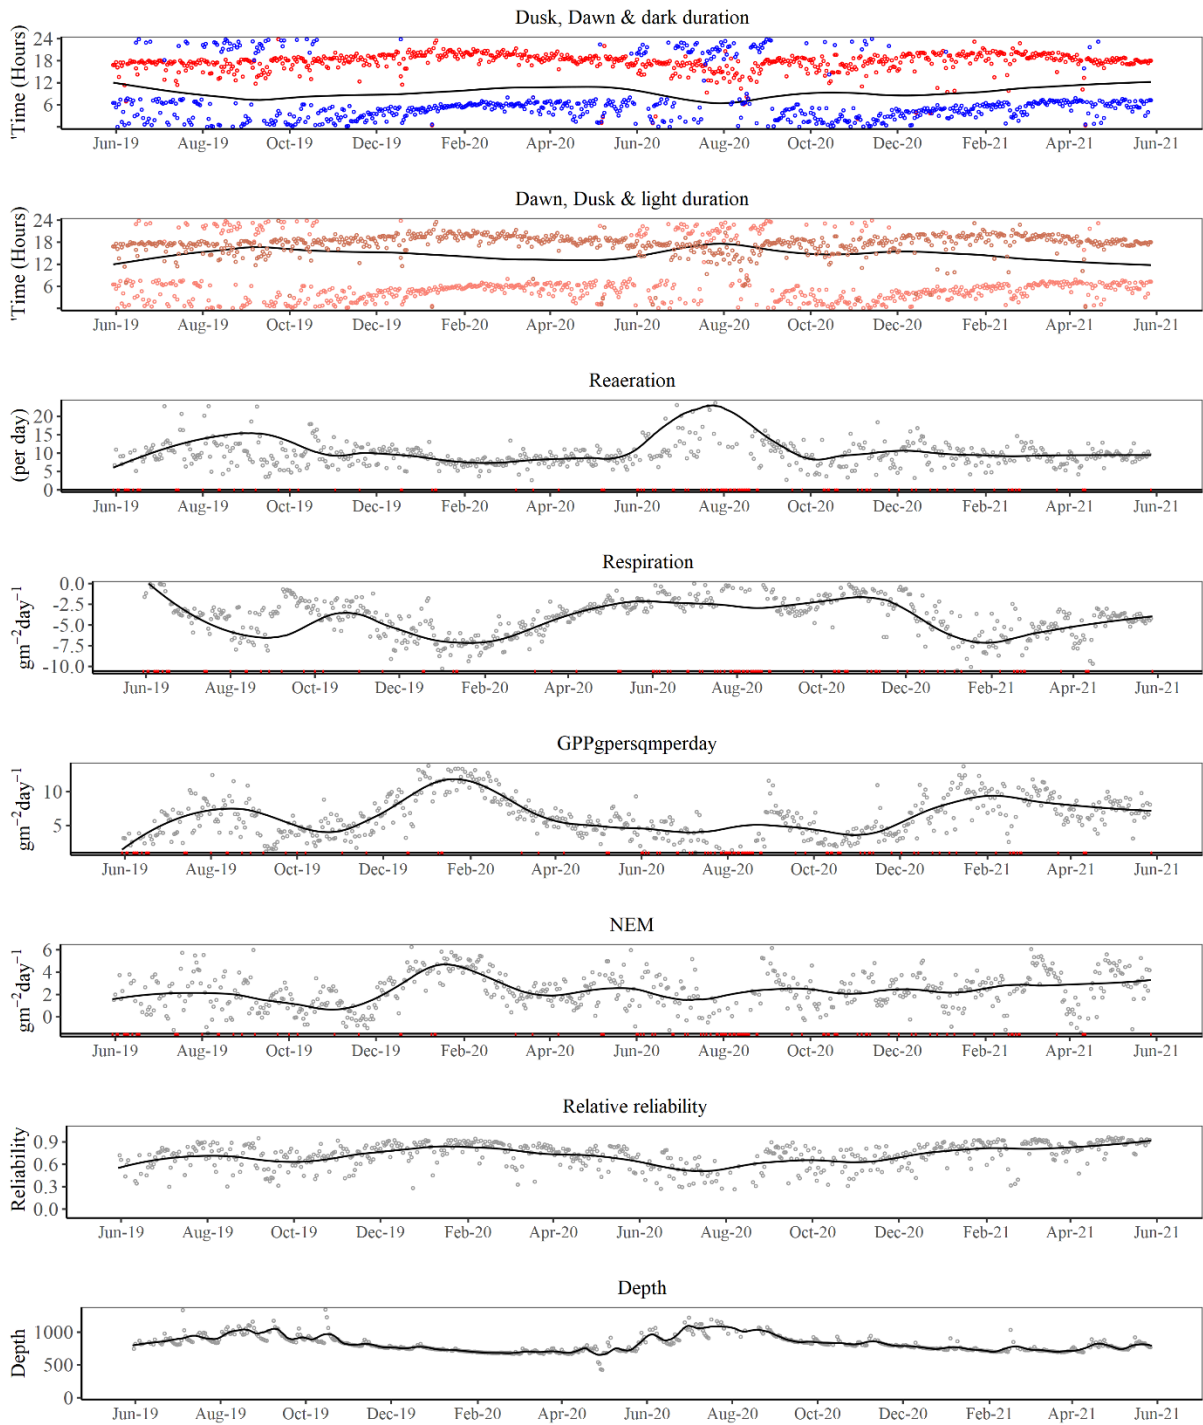 Dusk, Dawn & dark duration
'Time (Hours)
24
18
12
6
Jun-19 Aug-19 Oct-19 Dec-19 Feb-20 Apr-20 Jun-20 Aug-20 Oct-20 Dec-20 Feb-21 Apr-21 Jun-21
Dawn, Dusk & light duration
'Time (Hours)
24
18
12
6
Jun-19 Aug-19 Oct-19 Dec-19 Feb-20 Apr-20 Jun-20 Aug-20 Oct-20 Dec-20 Feb-21 Apr-21 Jun-21
Reaeration
(per day)
20
15
10
5
0
Jun-19 Aug-19 Oct-19 Dec-19 Feb-20 Apr-20 Jun-20 Aug-20 Oct-20 Dec-20 Feb-21 Apr-21 Jun-21
Respiration
gm⁻²day⁻¹
0.0
-2.5
-5.0
-7.5
-10.0
Jun-19 Aug-19 Oct-19 Dec-19 Feb-20 Apr-20 Jun-20 Aug-20 Oct-20 Dec-20 Feb-21 Apr-21 Jun-21
GPPgpersqmperday
gm⁻²day⁻¹
10
5
Jun-19 Aug-19 Oct-19 Dec-19 Feb-20 Apr-20 Jun-20 Aug-20 Oct-20 Dec-20 Feb-21 Apr-21 Jun-21
NEM
gm⁻²day⁻¹
6
4
2
0
Jun-19 Aug-19 Oct-19 Dec-19 Feb-20 Apr-20 Jun-20 Aug-20 Oct-20 Dec-20 Feb-21 Apr-21 Jun-21
Relative reliability
Reliability
0.9
0.6
0.3
0.0
Jun-19 Aug-19 Oct-19 Dec-19 Feb-20 Apr-20 Jun-20 Aug-20 Oct-20 Dec-20 Feb-21 Apr-21 Jun-21
Depth
Depth
1000
500
0
Jun-19 Aug-19 Oct-19 Dec-19 Feb-20 Apr-20 Jun-20 Aug-20 Oct-20 Dec-20 Feb-21 Apr-21 Jun-21